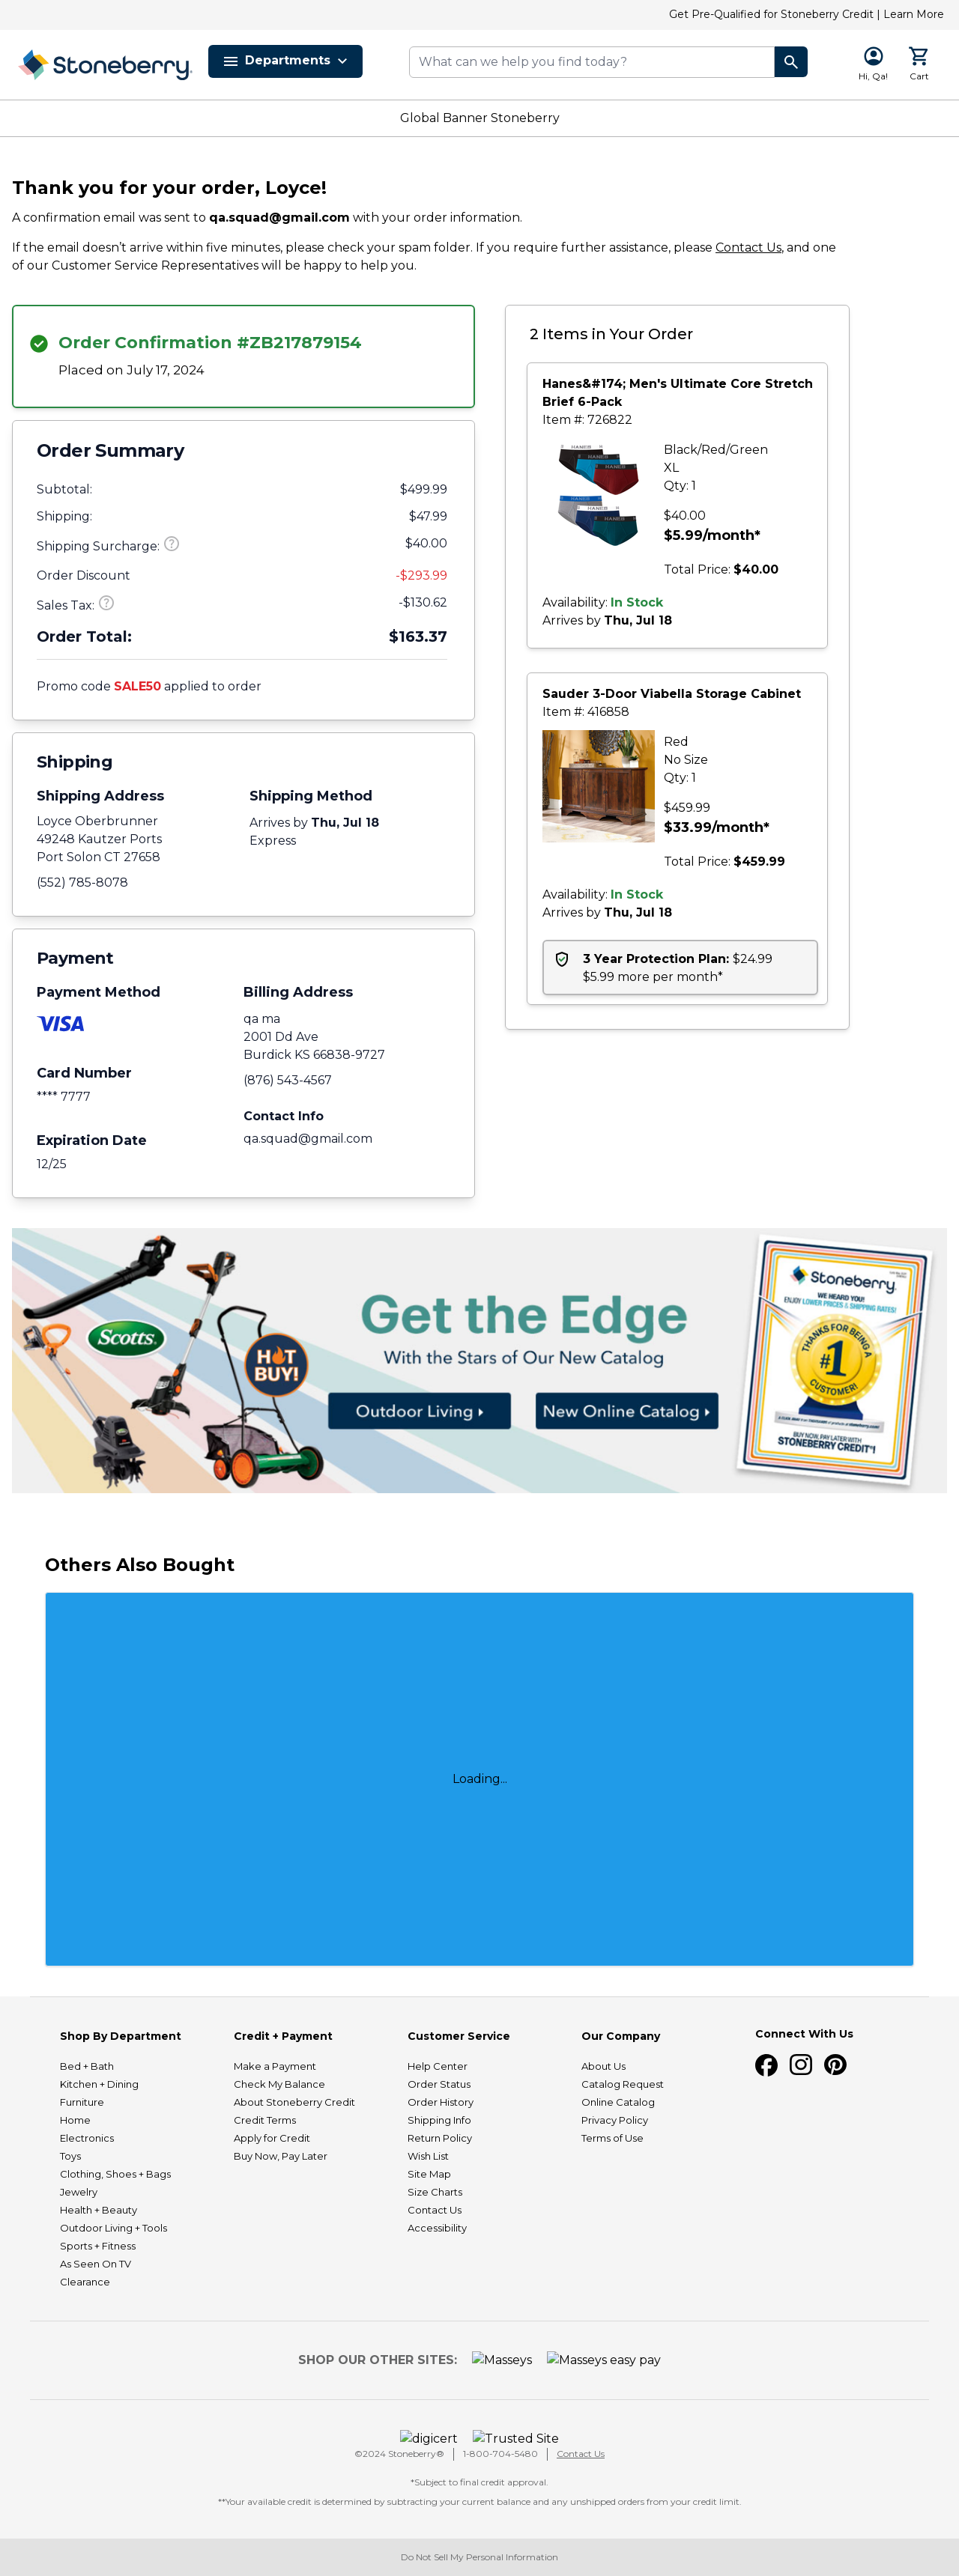 Get Pre-Qualified for Stoneberry Credit | Learn More
Stoneberry.
Departments
What can we help you find today?
Hi, Qa!
Cart
Global Banner Stoneberry
Thank you for your order, Loyce!
A confirmation email was sent to qa.squad@gmail.com with your order information.
If the email doesn’t arrive within five minutes, please check your spam folder. If you require further assistance, please Contact Us, and one
of our Customer Service Representatives will be happy to help you.
Order Confirmation #ZB217879154
Placed on July 17, 2024
Order Summary
Subtotal: $499.99
Shipping: $47.99
Shipping Surcharge: ? $40.00
Order Discount -$293.99
Sales Tax: ? -$130.62
Order Total: $163.37
Promo code SALE50 applied to order
Shipping
Shipping Address
Loyce Oberbrunner
49248 Kautzer Ports
Port Solon CT 27658
(552) 785-8078
Shipping Method
Arrives by Thu, Jul 18
Express
Payment
Payment Method
VISA
Card Number
**** 7777
Expiration Date
12/25
Billing Address
qa ma
2001 Dd Ave
Burdick KS 66838-9727
(876) 543-4567
Contact Info
qa.squad@gmail.com
2 Items in Your Order
Hanes&#174; Men's Ultimate Core Stretch
Brief 6-Pack
Item #: 726822
Black/Red/Green
XL
Qty: 1
$40.00
$5.99/month*
Total Price: $40.00
Availability: In Stock
Arrives by Thu, Jul 18
Sauder 3-Door Viabella Storage Cabinet
Item #: 416858
Red
No Size
Qty: 1
$459.99
$33.99/month*
Total Price: $459.99
Availability: In Stock
Arrives by Thu, Jul 18
3 Year Protection Plan: $24.99
$5.99 more per month*
Scotts
HOT
BUY!
Get the Edge
With the Stars of Our New Catalog
Outdoor Living
New Online Catalog
Stoneberry.
WE HEARD YOU!
ENJOY LOWER PRICES & SHIPPING RATES!
THANKS FOR BEING A
#1
CUSTOMER!
BUY NOW, PAY LATER WITH
STONEBERRY CREDIT*!
Others Also Bought
Loading...
Shop By Department
Bed + Bath
Kitchen + Dining
Furniture
Home
Electronics
Toys
Clothing, Shoes + Bags
Jewelry
Health + Beauty
Outdoor Living + Tools
Sports + Fitness
As Seen On TV
Clearance
Credit + Payment
Make a Payment
Check My Balance
About Stoneberry Credit
Credit Terms
Apply for Credit
Buy Now, Pay Later
Customer Service
Help Center
Order Status
Order History
Shipping Info
Return Policy
Wish List
Site Map
Size Charts
Contact Us
Accessibility
Our Company
About Us
Catalog Request
Online Catalog
Privacy Policy
Terms of Use
Connect With Us
SHOP OUR OTHER SITES: Masseys Masseys easy pay
digicert Trusted Site
©2024 Stoneberry® | 1-800-704-5480 | Contact Us
*Subject to final credit approval.
**Your available credit is determined by subtracting your current balance and any unshipped orders from your credit limit.
Do Not Sell My Personal Information